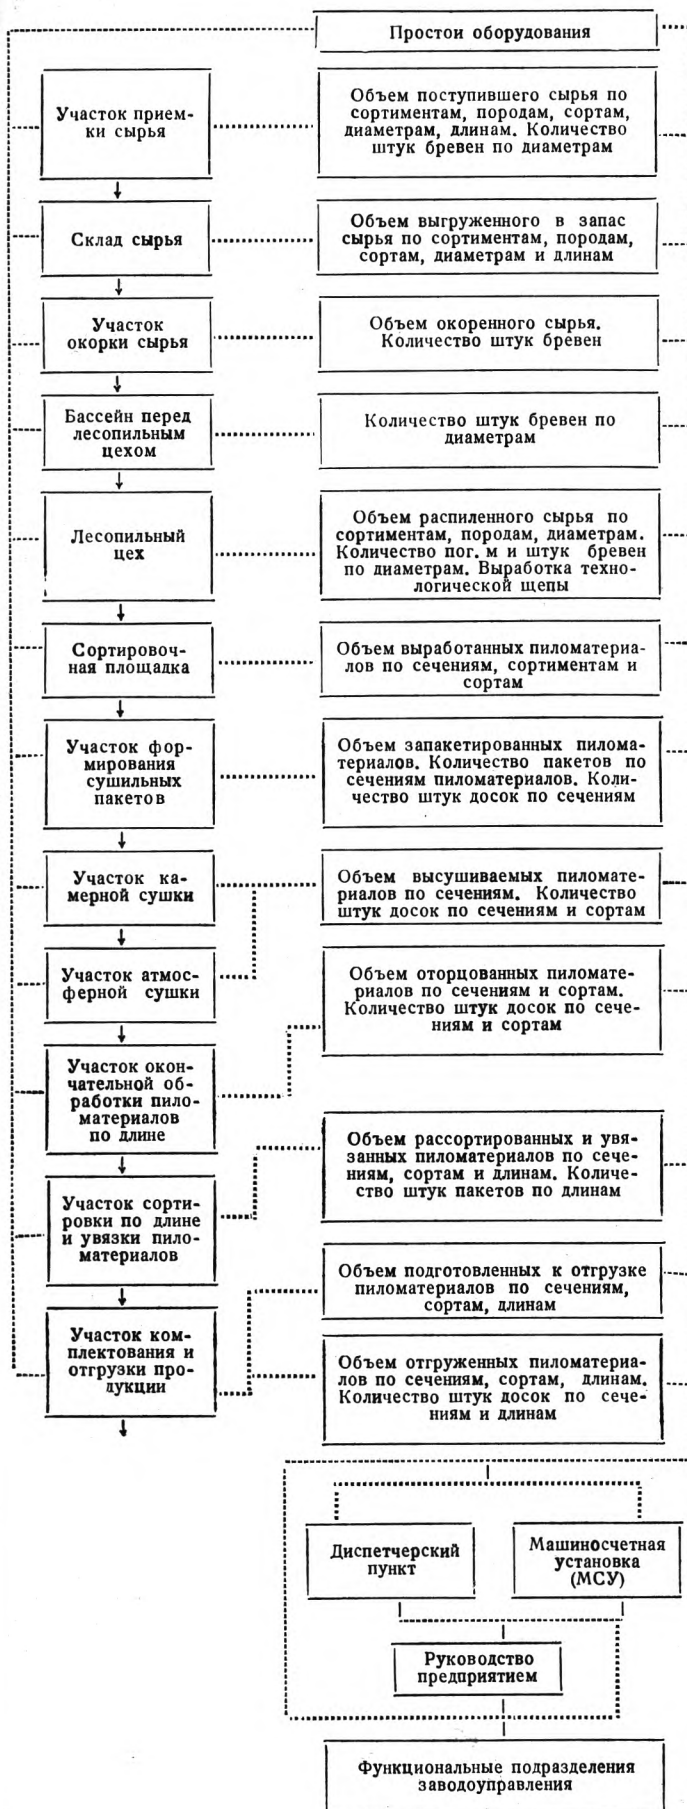 Простои оборудования
Участок прием-
ки сырья
Объем поступившего сырья по
сортиментам, породам, сортам,
диаметрам, длинам. Количество
штук бревен по диаметрам
Склад сырья
Объем выгруженного в запас
сырья по сортиментам, породам,
сортам, диаметрам и длинам
Участок
окорки сырья
Объем окоренного сырья.
Количество штук бревен
Бассейн перед
лесопильным
цехом
Количество штук бревен по
диаметрам
Лесопильный
цех
Объем распиленного сырья по
сортиментам, породам, диаметрам.
Количество пог. м и штук бревен
по диаметрам. Выработка техно-
логической щепы
Сортировоч-
ная площадка
Объем выработанных пиломатериа-
лов по сечениям, сортиментам и
сортам
Участок фор-
мирования
сушильных
пакетов
Объем запакетированных пилома-
териалов. Количество пакетов по
сечениям пиломатериалов. Коли-
чество штук досок по сечениям
Участок ка-
мерной сушки
Объем высушиваемых пиломате-
риалов по сечениям. Количество
штук досок по сечениям и сортам
Участок атмос-
ферной сушки
Объем оторцованных пиломате-
риалов по сечениям и сортам.
Количество штук досок по сече-
ниям и сортам
Участок окон-
чательной об-
работки пило-
материалов
по длине
Объем рассортированных и увя-
занных пиломатериалов по сече-
ниям, сортам и длинам. Количе-
ство штук пакетов по длинам
Участок сорти-
ровки по длине
и увязки пило-
материалов
Объем подготовленных к отгрузке
пиломатериалов по сечениям,
сортам, длинам
Участок ком-
плектования и
отгрузки про-
дукции
Объем отгруженных пиломатериа-
лов по сечениям, сортам, длинам.
Количество штук досок по сече-
ниям и длинам
Диспетчерский
пункт
Машиносчетная
установка
(МСУ)
Руководство
предприятием
Функциональные подразделения
заводоуправления